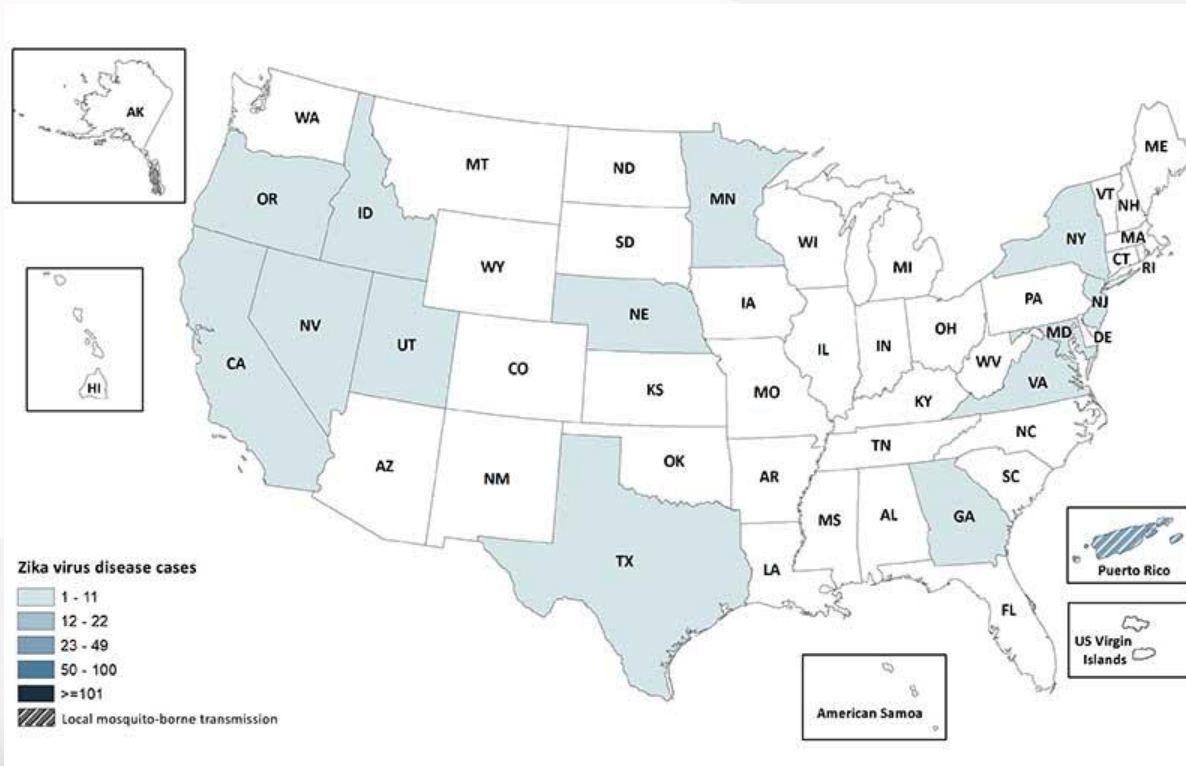 AK
WA
MT
ND
MN
ME
VT
NH
OR
ID
SD
WI
NY
MA
CT
RI
MI
WY
IA
PA
NJ
NV
NE
OH
MD
DE
UT
IL
IN
WV
CA
CO
VA
HI
KS
MO
KY
NC
TN
AZ
NM
OK
AR
SC
MS
AL
GA
TX
LA
Puerto Rico
Zika virus disease cases
1 - 11
12 - 22
23 - 49
50 - 100
>=101
Local mosquito-borne transmission
FL
US Virgin
Islands
American Samoa